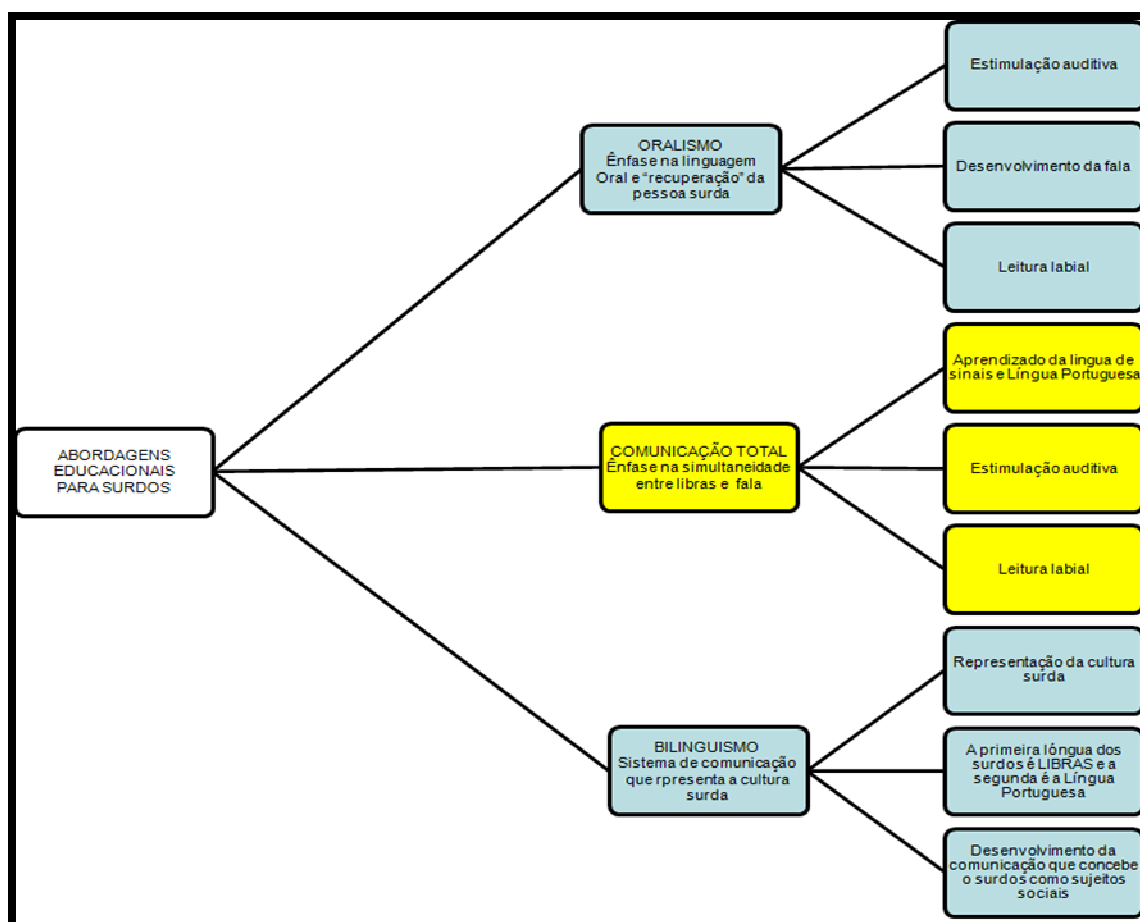 ABORDAGENS
EDUCACIONAIS
PARA SURDOS
ORALISMO
Ênfase na linguagem
Oral e “recuperação” da
pessoa surda
Estimulação auditiva
Desenvolvimento da fala
Leitura labial
COMUNICAÇÃO TOTAL
Ênfase na simultaneidade
entre libras e fala
Aprendizado da lingua de
sinais e Língua Portuguesa
Estimulação auditiva
Leitura labial
BILINGUISMO
Sistema de comunicação
que rpresenta a cultura
surda
Representação da cultura
surda
A primeira lóngua dos
surdos é LIBRAS e a
segunda é a Língua
Portuguesa
Desenvolvimento da
comunicação que concebe
o surdos como sujeitos
sociais